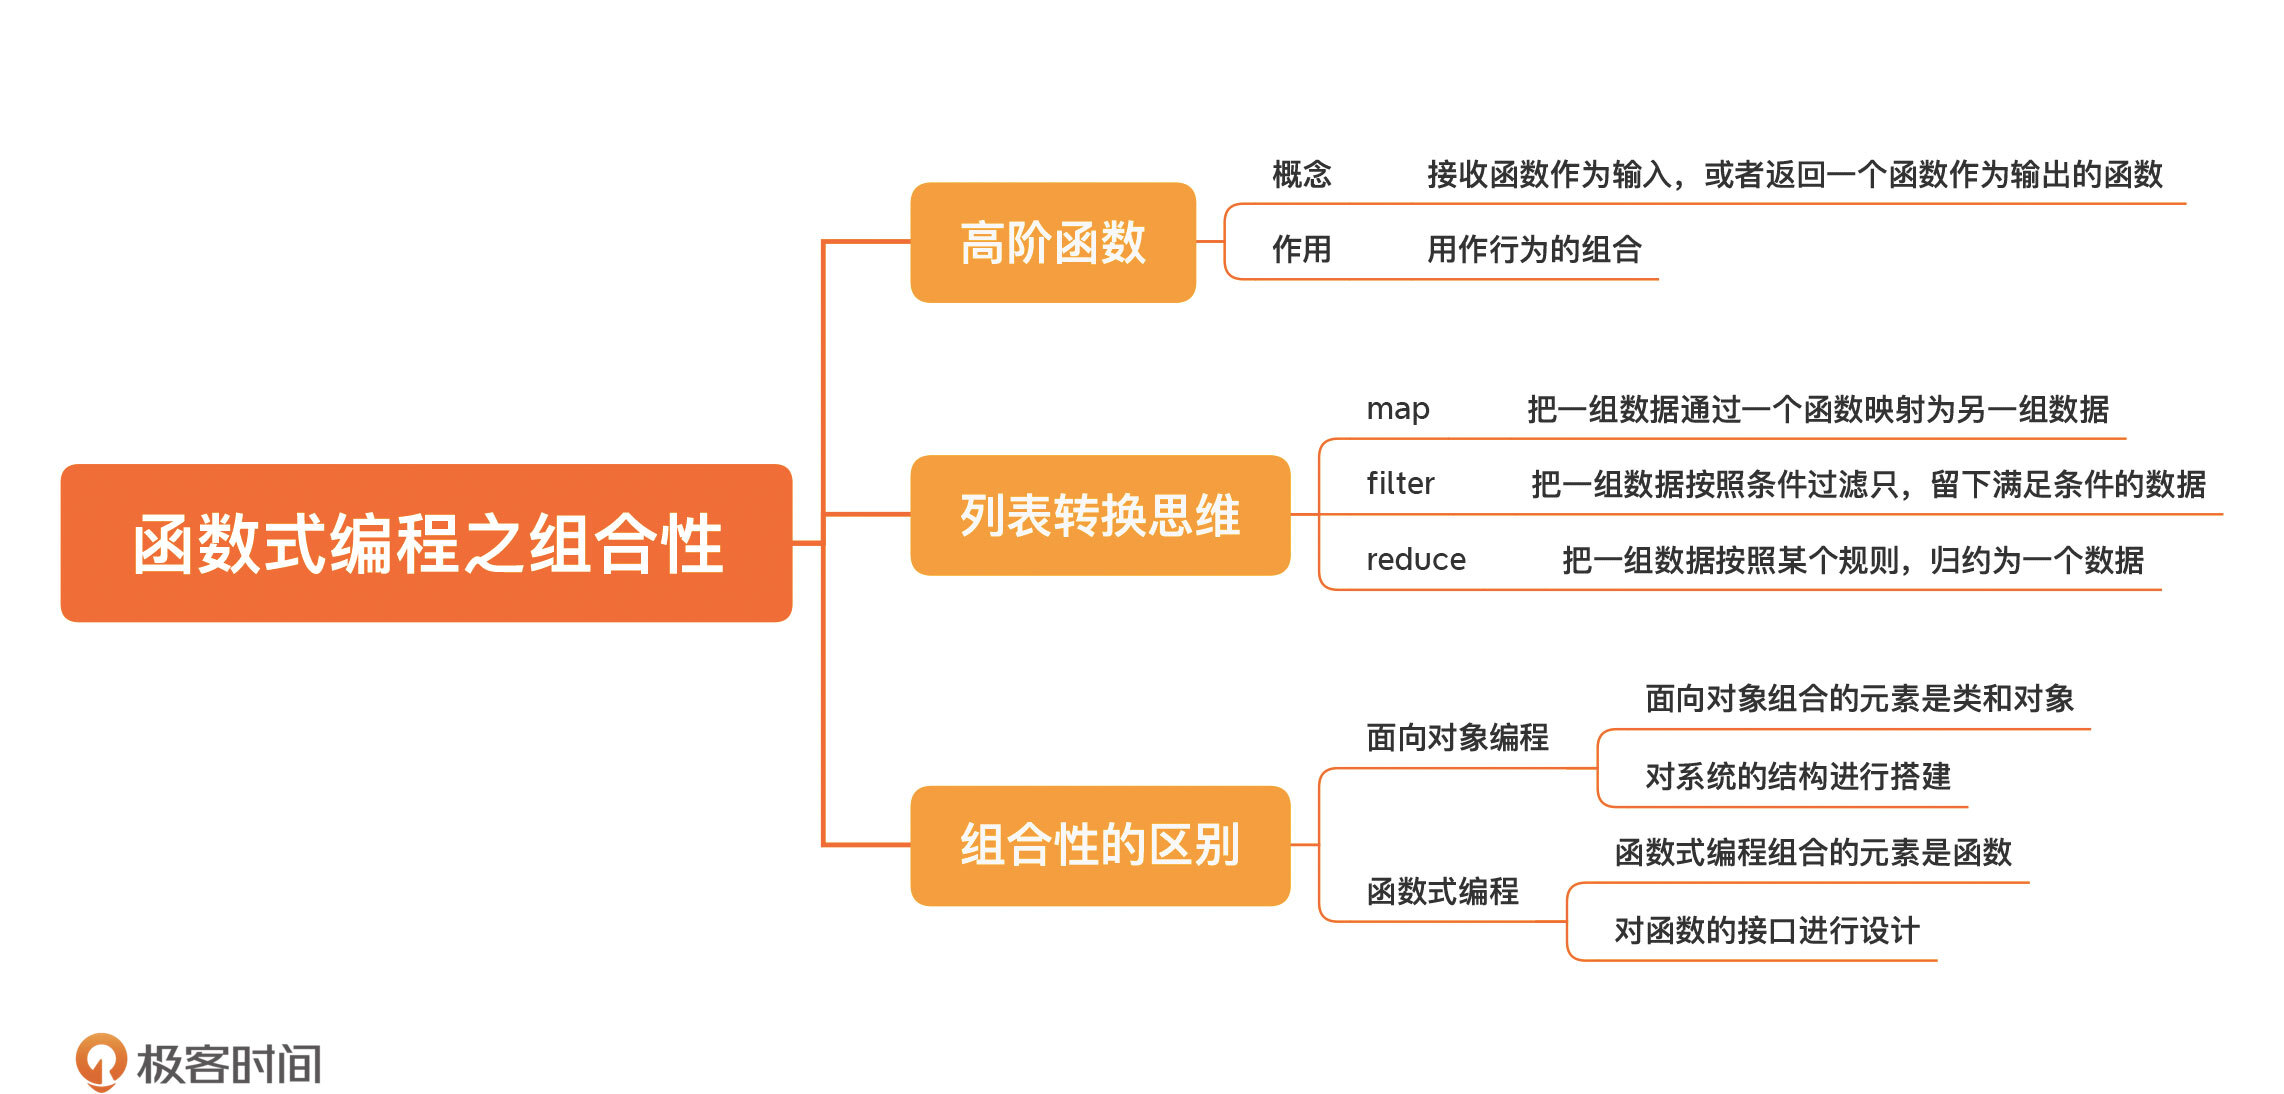 函数式编程之组合性
高阶函数
概念 接收函数作为输入，或者返回一个函数作为输出的函数
作用 用作行为的组合
列表转换思维
map 把一组数据通过一个函数映射为另一组数据
filter 把一组数据按照条件过滤只，留下满足条件的数据
reduce 把一组数据按照某个规则，归约为一个数据
组合性的区别
面向对象编程
面向对象组合的元素是类和对象
对系统的结构进行搭建
函数式编程
函数式编程组合的元素是函数
对函数的接口进行设计
极客时间